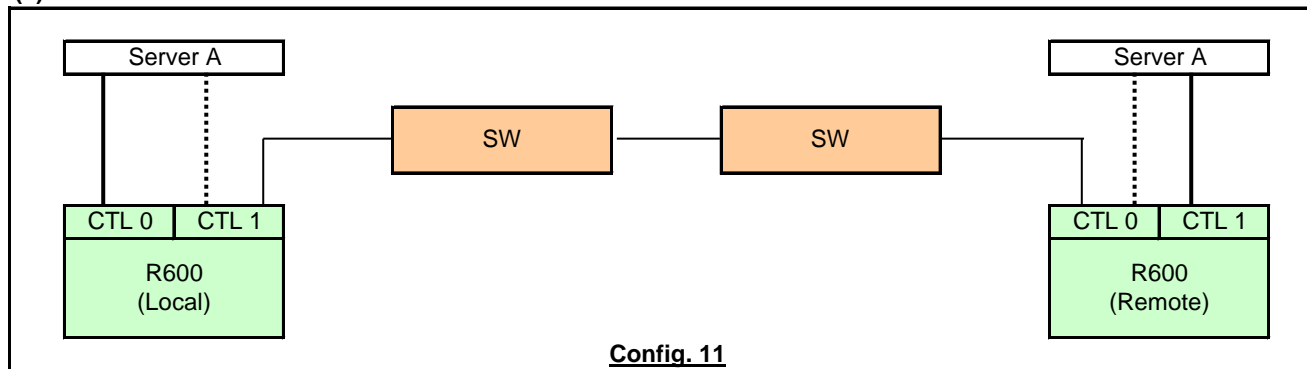 Server A
Server A
SW
SW
CTL 0
CTL 1
CTL 0
CTL 1
R600
(Local)
R600
(Remote)
Config. 11